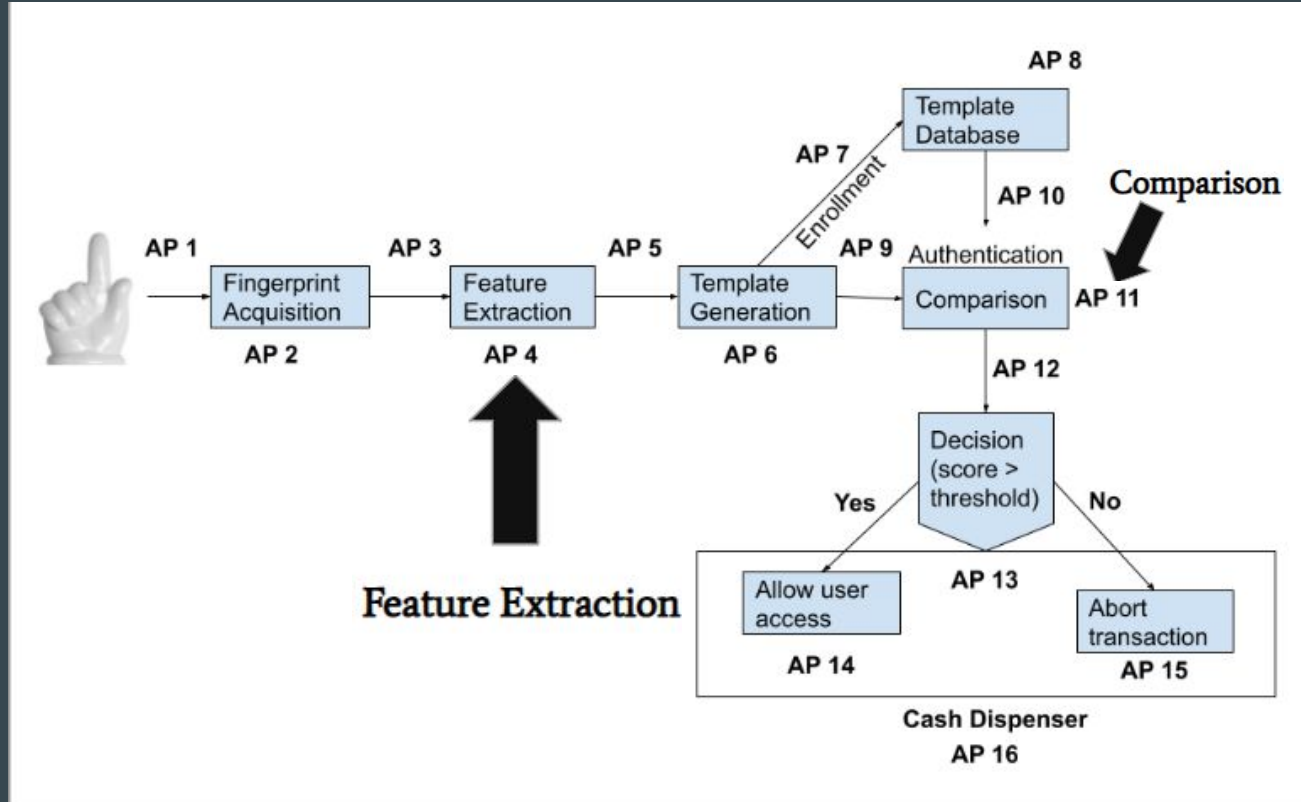 AP 8
Template
Database
AP 7
Enrollment
AP 10
Comparison
AP 1
AP 3
AP 5
AP 9
Authentication
Fingerprint
Acquisition
Feature
Extraction
Template
Generation
Comparison
AP 11
AP 2
AP 4
AP 6
AP 12
Decision
(score >
threshold)
Yes
No
Feature Extraction
AP 13
Allow user
access
Abort
transaction
AP 14
AP 15
Cash Dispenser
AP 16